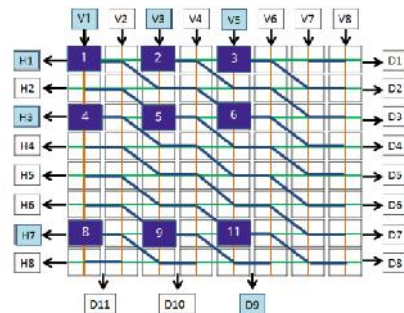 V1 V2 V3 V4 V5 V6 V7 V8
H1 1 2 3 D1
H2 D2
H3 4 5 6 D3
H4 D4
H5 D5
H6 D6
H7 8 9 11 D7
H8 D8
D11 D10 D9